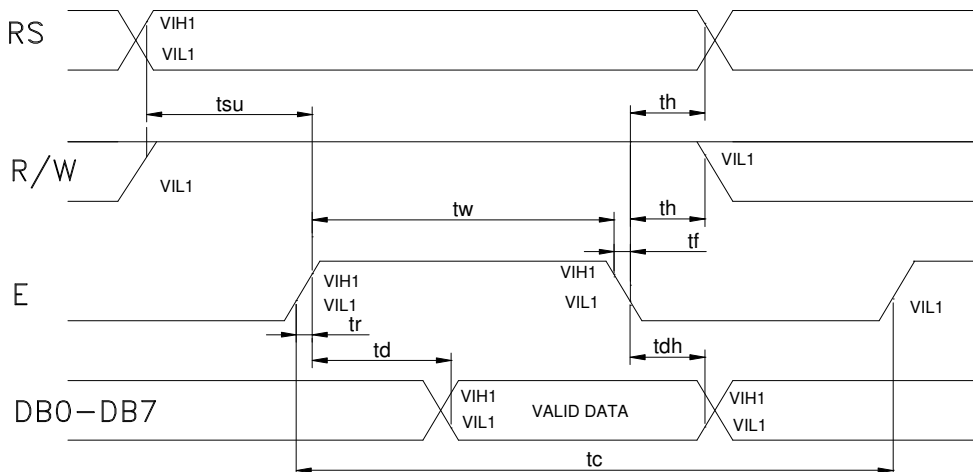 RS
VIH1
VIL1
tsu
th
R/W
VIL1
VIL1
tw
th
tf
E
VIH1
VIL1
VIH1
VIL1
VIL1
tr
td
tdh
DB0-DB7
VIH1
VIL1
VALID DATA
VIH1
VIL1
tc